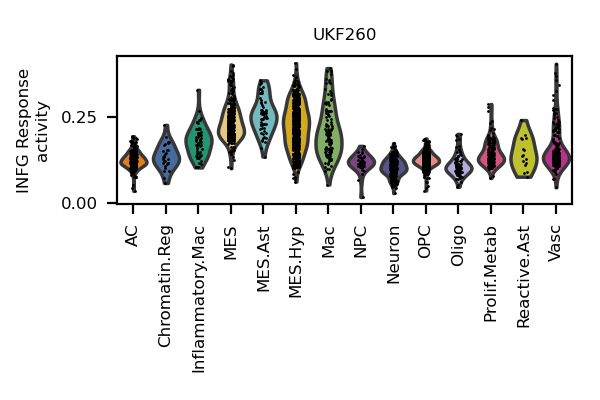 UKF260
INFG Response
activity
0.25
0.00
AC
Chromatin.Reg
Inflammatory.Mac
MES
MES.Ast
MES.Hyp
Mac
NPC
Neuron
OPC
Oligo
Prolif.Metab
Reactive.Ast
Vasc